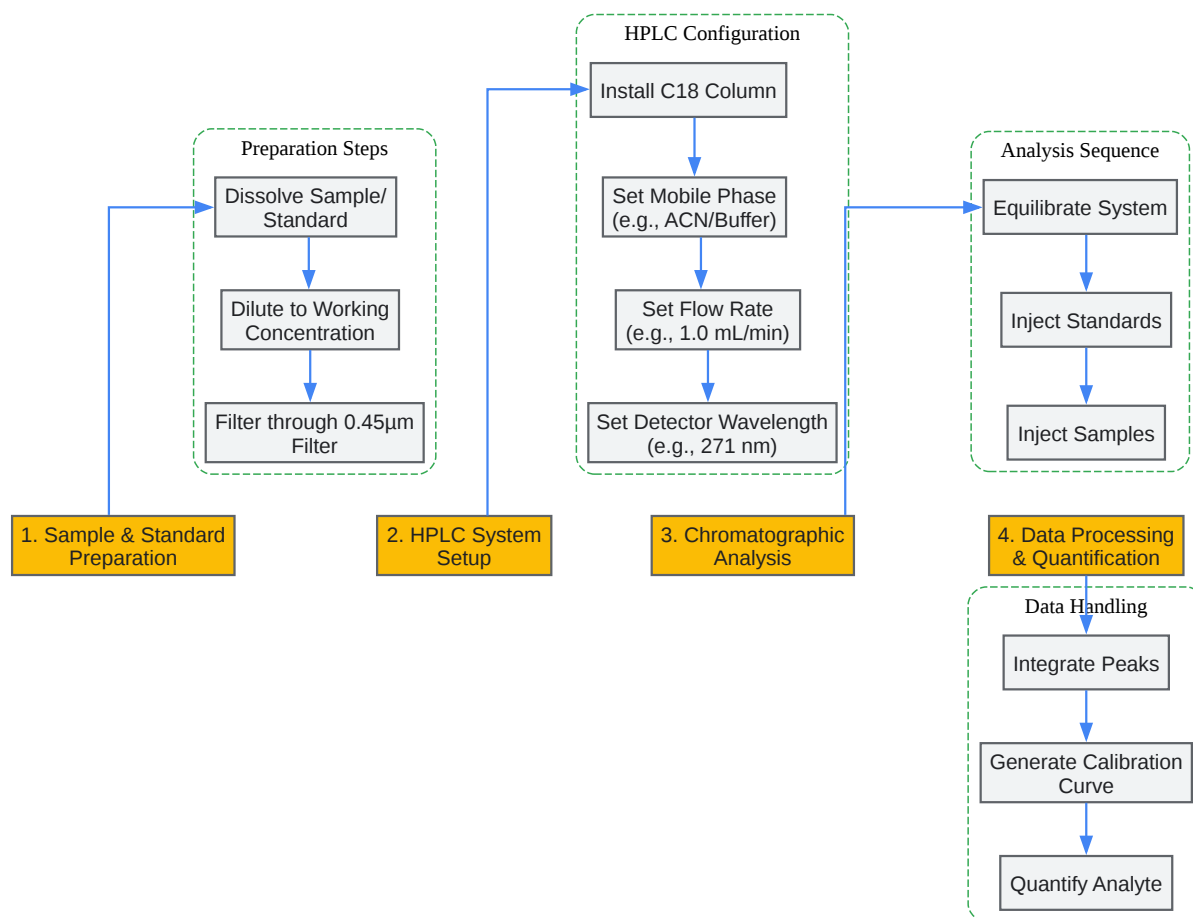 HPLC Configuration
Install C18 Column
Set Mobile Phase
(e.g., ACN/Buffer)
Set Flow Rate
(e.g., 1.0 mL/min)
Set Detector Wavelength
(e.g., 271 nm)
Preparation Steps
Dissolve Sample/
Standard
Dilute to Working
Concentration
Filter through 0.45µm
Filter
Analysis Sequence
Equilibrate System
Inject Standards
Inject Samples
1. Sample & Standard
Preparation
2. HPLC System
Setup
3. Chromatographic
Analysis
4. Data Processing
& Quantification
Data Handling
Integrate Peaks
Generate Calibration
Curve
Quantify Analyte